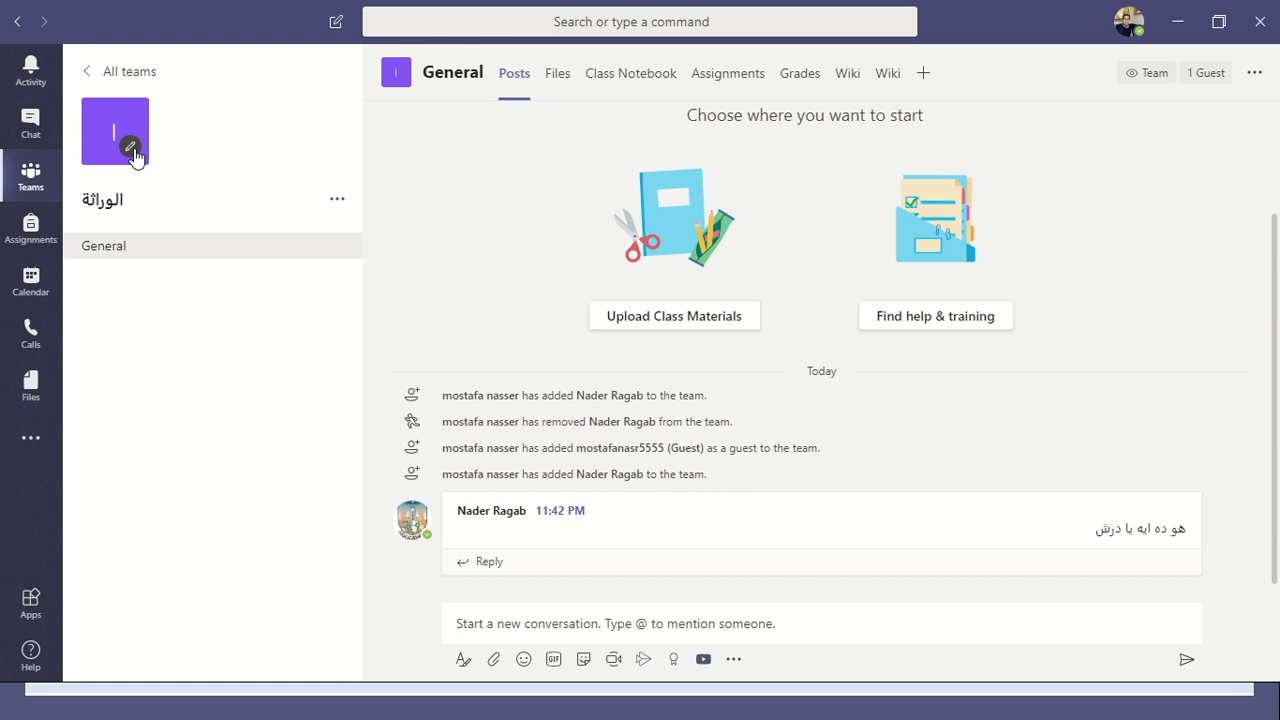 Search or type a command
Activity
Chat
Teams
Assignments
Calendar
Calls
Files
Apps
Help
All teams
ا
الوراثة
General
ا
General
Posts
Files
Class Notebook
Assignments
Grades
Wiki
Wiki
Team
1 Guest
Choose where you want to start
Upload Class Materials
Find help & training
Today
mostafa nasser has added Nader Ragab to the team.
mostafa nasser has removed Nader Ragab from the team.
mostafa nasser has added mostafanasr5555 (Guest) as a guest to the team.
mostafa nasser has added Nader Ragab to the team.
Nader Ragab 11:42 PM
هو ده ايه يا درش
Reply
Start a new conversation. Type @ to mention someone.
GIF